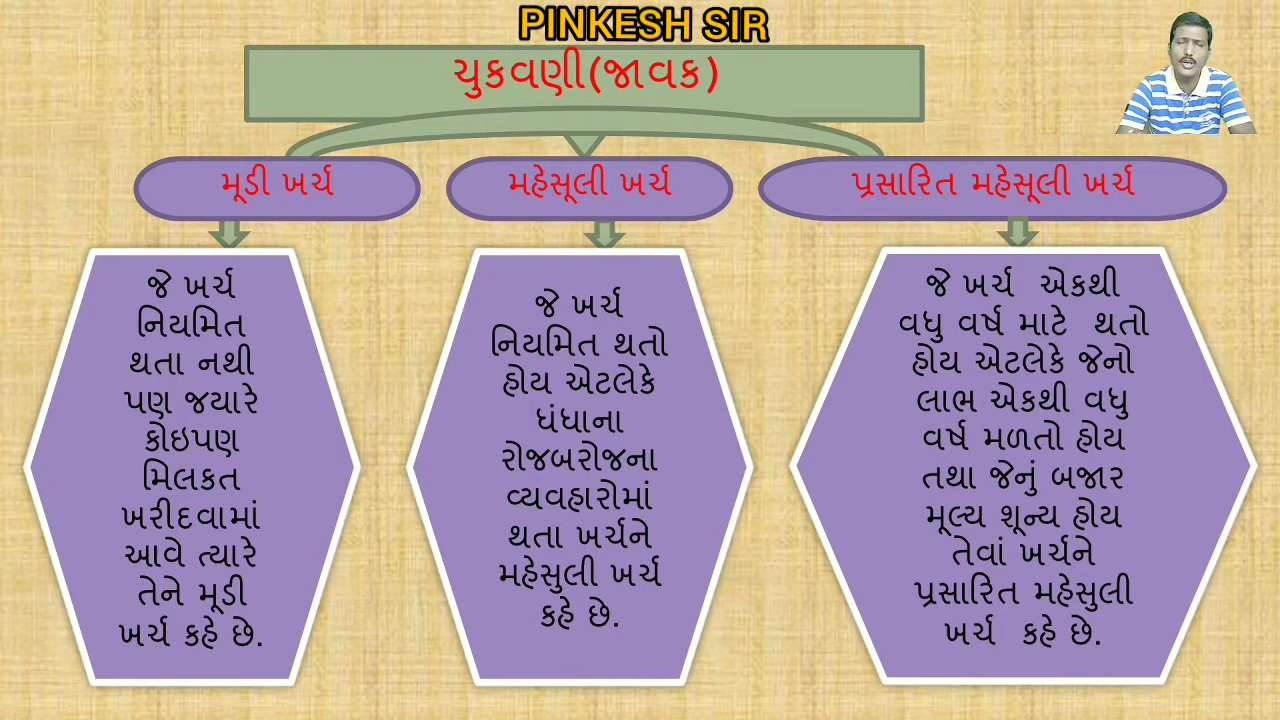 PINKESH SIR
ચુકવણી(જાવક)
મૂડી ખર્ચ
મહેસૂલી ખર્ચ
પ્રસારિત મહેસૂલી ખર્ચ
જે ખર્ચ
નિયમિત
થતા નથી
પણ જયારે
કોઇપણ
મિલકત
ખરીદવામાં
આવે ત્યારે
તેને મૂડી
ખર્ચ કહે છે.
જે ખર્ચ
નિયમિત થતો
હોય એટલેકે
ધંધાના
રોજબરોજના
વ્યવહારોમાં
થતા ખર્ચને
મહેસુલી ખર્ચ
કહે છે.
જે ખર્ચ એકથી
વધુ વર્ષ માટે થતો
હોય એટલેકે જેનો
લાભ એકથી વધુ
વર્ષ મળતો હોય
તથા જેનું બજાર
મૂલ્ય શૂન્ય હોય
તેવાં ખર્ચને
પ્રસારિત મહેસુલી
ખર્ચ કહે છે.